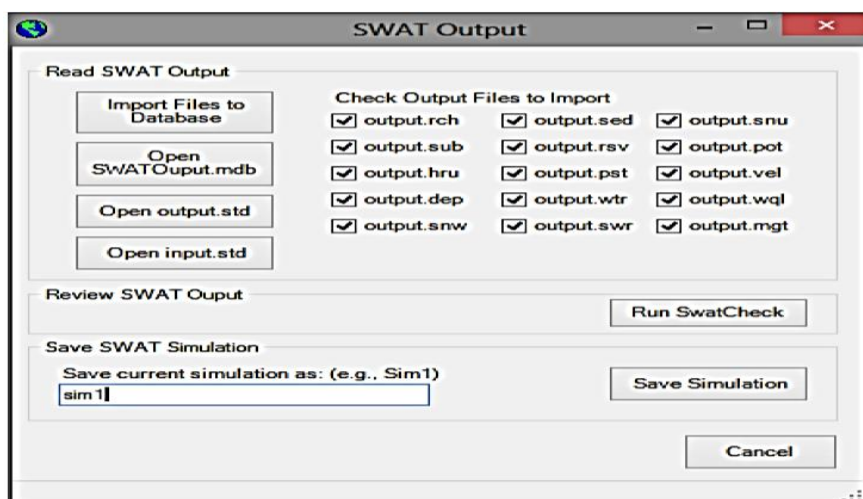 SWAT Output
Read SWAT Output
Import Files to
Database
Open
SWATOuput.mdb
Open output.std
Open input.std
Check Output Files to Import
output.rch output.sed output.snu
output.sub output.rsv output.pot
output.hru output.pst output.vel
output.dep output.wtr output.wql
output.snw output.swr output.mgt
Review SWAT Ouput
Run SwatCheck
Save SWAT Simulation
Save current simulation as: (e.g., Sim1)
sim1
Save Simulation
Cancel